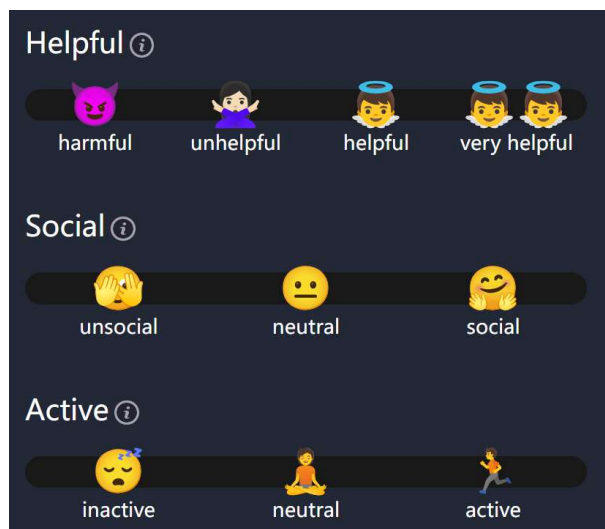 Helpful
harmful unhelpful helpful very helpful
Social
unsocial neutral social
Active
inactive neutral active